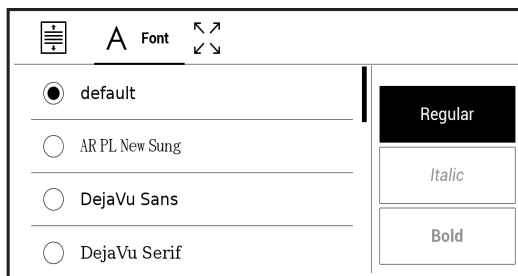 A Font
default
AR PL New Sung
DejaVu Sans
DejaVu Serif
Regular
Italic
Bold